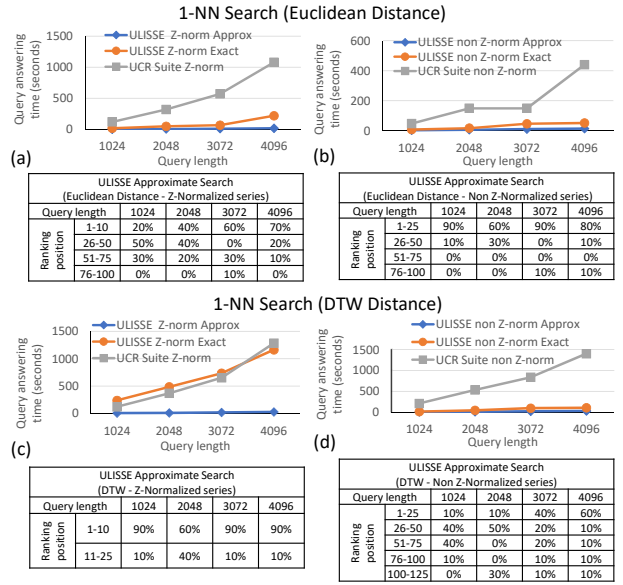 1-NN Search (Euclidean Distance)
Query answering
time (seconds)
1500
1000
500
0
ULISSE Z-norm Approx
ULISSE Z-norm Exact
UCR Suite Z-norm
1024 2048 3072 4096
Query length
(a)
Query answering
time (seconds)
600
400
200
0
ULISSE non Z-norm Approx
ULISSE non Z-norm Exact
UCR Suite non Z-norm
1024 2048 3072 4096
Query length
(b)
ULISSE Approximate Search
(Euclidean Distance - Z-Normalized series)
Query length 1024 2048 3072 4096
Ranking
position
1-10 20% 40% 60% 70%
26-50 50% 40% 0% 20%
51-75 30% 20% 30% 10%
76-100 0% 0% 10% 0%
ULISSE Approximate Search
(Euclidean Distance - Non Z-Normalized series)
Query length 1024 2048 3072 4096
Ranking
position
1-25 90% 60% 90% 80%
26-50 10% 30% 0% 10%
51-75 0% 0% 0% 0%
76-100 0% 0% 10% 10%
1-NN Search (DTW Distance)
Query answering
time (seconds)
1500
1000
500
0
ULISSE Z-norm Approx
ULISSE Z-norm Exact
UCR Suite Z-norm
1024 2048 3072 4096
Query length
(c)
Query answering
time (seconds)
1500
1000
500
0
ULISSE non Z-norm Approx
ULISSE non Z-norm Exact
UCR Suite non Z-norm
1024 2048 3072 4096
Query length
(d)
ULISSE Approximate Search
(DTW - Z-Normalized series)
Query length 1024 2048 3072 4096
Ranking
position
1-10 90% 60% 90% 90%
11-25 10% 40% 10% 10%
ULISSE Approximate Search
(DTW - Non Z-Normalized series)
Query length 1024 2048 3072 4096
Ranking
position
1-25 10% 10% 40% 60%
26-50 40% 50% 20% 10%
51-75 40% 0% 20% 10%
76-100 10% 0% 10% 10%
100-125 0% 30% 10% 10%